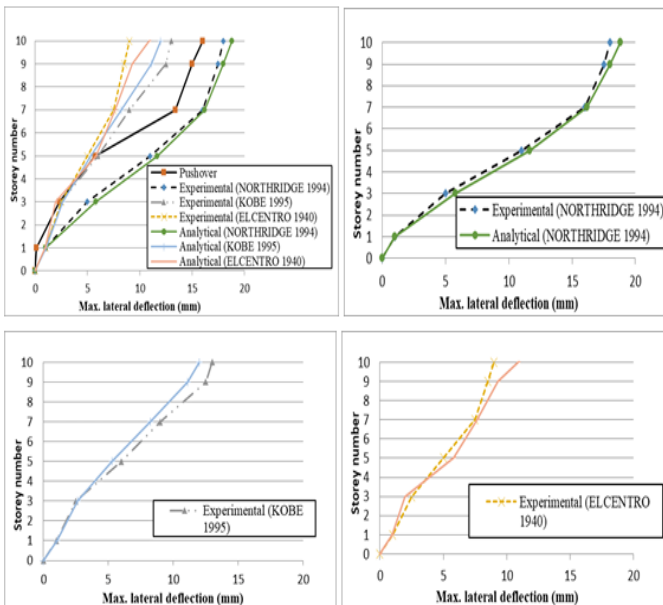 10
9
8
7
6
5
4
3
2
1
0
Storey number
0 5 10 15 20
Max. lateral deflection (mm)
Pushover
Experimental (NORTHRIDGE 1994)
Experimental (KOBE 1995)
Experimental (ELCENTRO 1940)
Analytical (NORTHRIDGE 1994)
Analytical (KOBE 1995)
Analytical (ELCENTRO 1940)
10
9
8
7
6
5
4
3
2
1
0
Storey number
0 5 10 15 20
Max. lateral deflection (mm)
Experimental (NORTHRIDGE 1994)
Analytical (NORTHRIDGE 1994)
10
9
8
7
6
5
4
3
2
1
0
Storey number
0 5 10 15 20
Max. lateral deflection (mm)
Experimental (KOBE
1995)
10
9
8
7
6
5
4
3
2
1
0
Storey number
0 5 10 15 20
Max. lateral deflection (mm)
Experimental (ELCENTRO
1940)